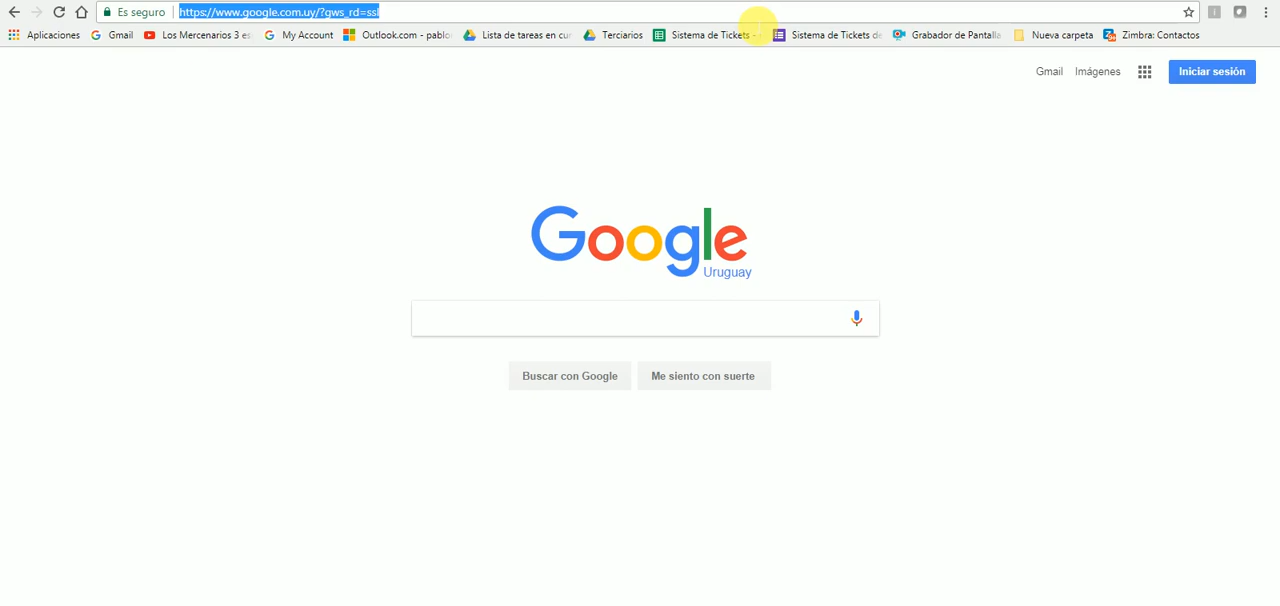 Es seguro https://www.google.com.uy/?gws_rd=ssl
Aplicaciones Gmail Los Mercenarios 3 es My Account Outlook.com - pablo Lista de tareas en cur Terciarios Sistema de Tickets - Sistema de Tickets de Grabador de Pantalla Nueva carpeta Zimbra: Contactos
Gmail Imágenes Iniciar sesión
Google
Uruguay
Buscar con Google Me siento con suerte